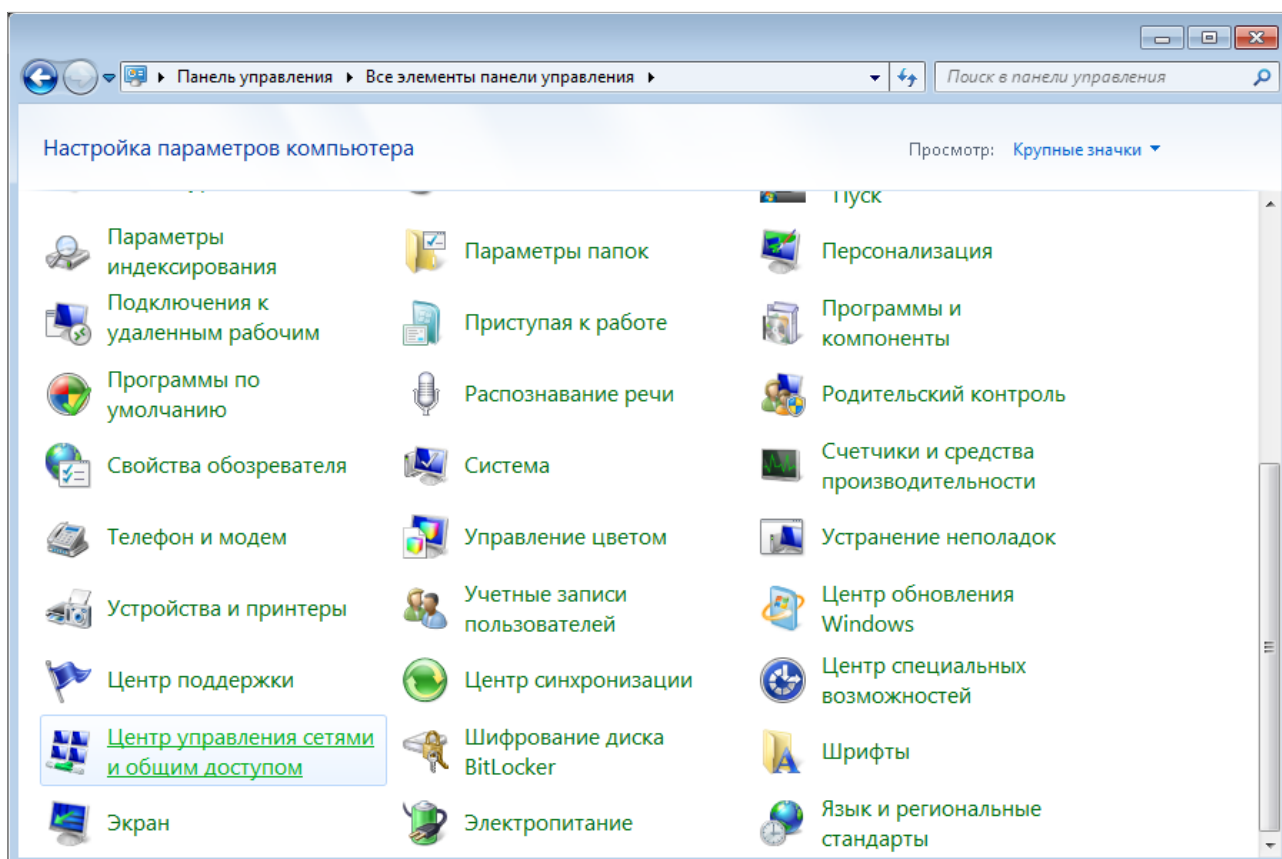 Панель управления ▸ Все элементы панели управления ▸
Поиск в панели управления
Настройка параметров компьютера
Просмотр: Крупные значки
Пуск
Параметры
индексирования
Параметры папок
Персонализация
Подключения к
удаленным рабочим
Приступая к работе
Программы и
компоненты
Программы по
умолчанию
Распознавание речи
Родительский контроль
Свойства обозревателя
Система
Счетчики и средства
производительности
Телефон и модем
Управление цветом
Устранение неполадок
Устройства и принтеры
Учетные записи
пользователей
Центр обновления
Windows
Центр поддержки
Центр синхронизации
Центр специальных
возможностей
Центр управления сетями
и общим доступом
Шифрование диска
BitLocker
Шрифты
Экран
Электропитание
Язык и региональные
стандарты